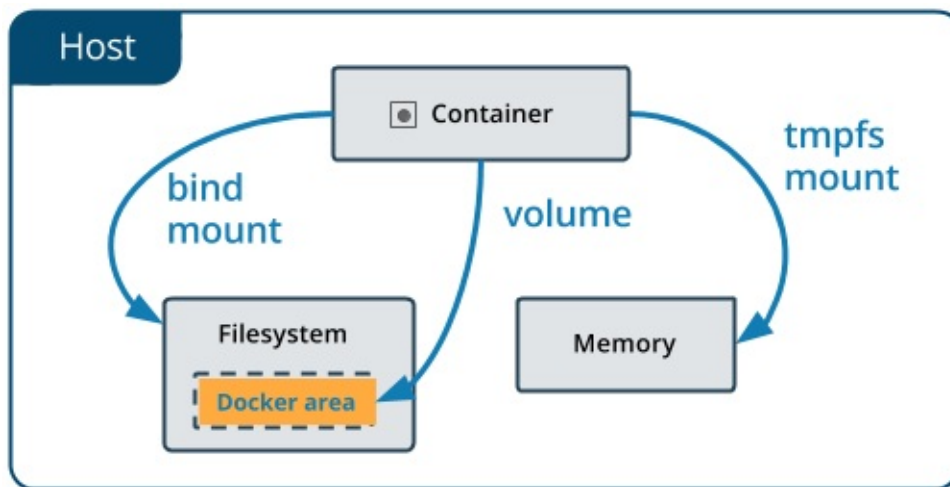 Host
Container
bind
mount
volume
tmpfs
mount
Filesystem
Docker area
Memory